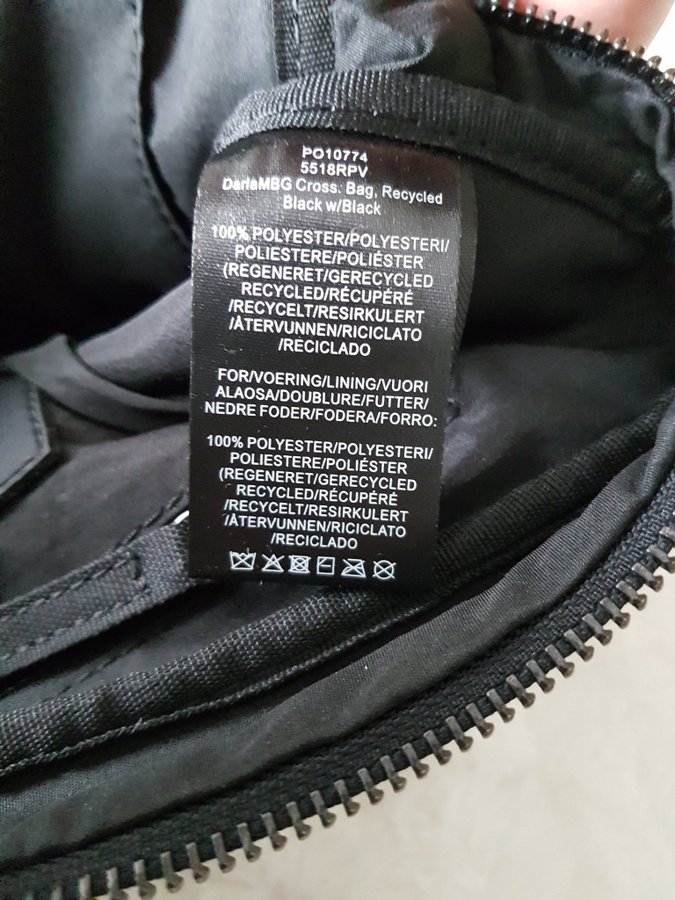 PO10774
5518RPV
DarlaMBG Cross. Bag, Recycled
Black w/Black
100% POLYESTER/POLYESTERI/
POLIESTERE/POLIÉSTER
(REGENERET/GERECYCLED
RECYCLED/RÉCUPÉRÉ
/RECYCELT/RESIRKULERT
/ÅTERVUNNEN/RICICLATO
/RECICLADO
FOR/VOERING/LINING/VUORI
ALAOSA/DOUBLURE/FUTTER/
NEDRE FODER/FODERA/FORRO:
100% POLYESTER/POLYESTERI/
POLIESTERE/POLIÉSTER
(REGENERET/GERECYCLED
RECYCLED/RÉCUPÉRÉ
/RECYCELT/RESIRKULERT
/ÅTERVUNNEN/RICICLATO
/RECICLADO